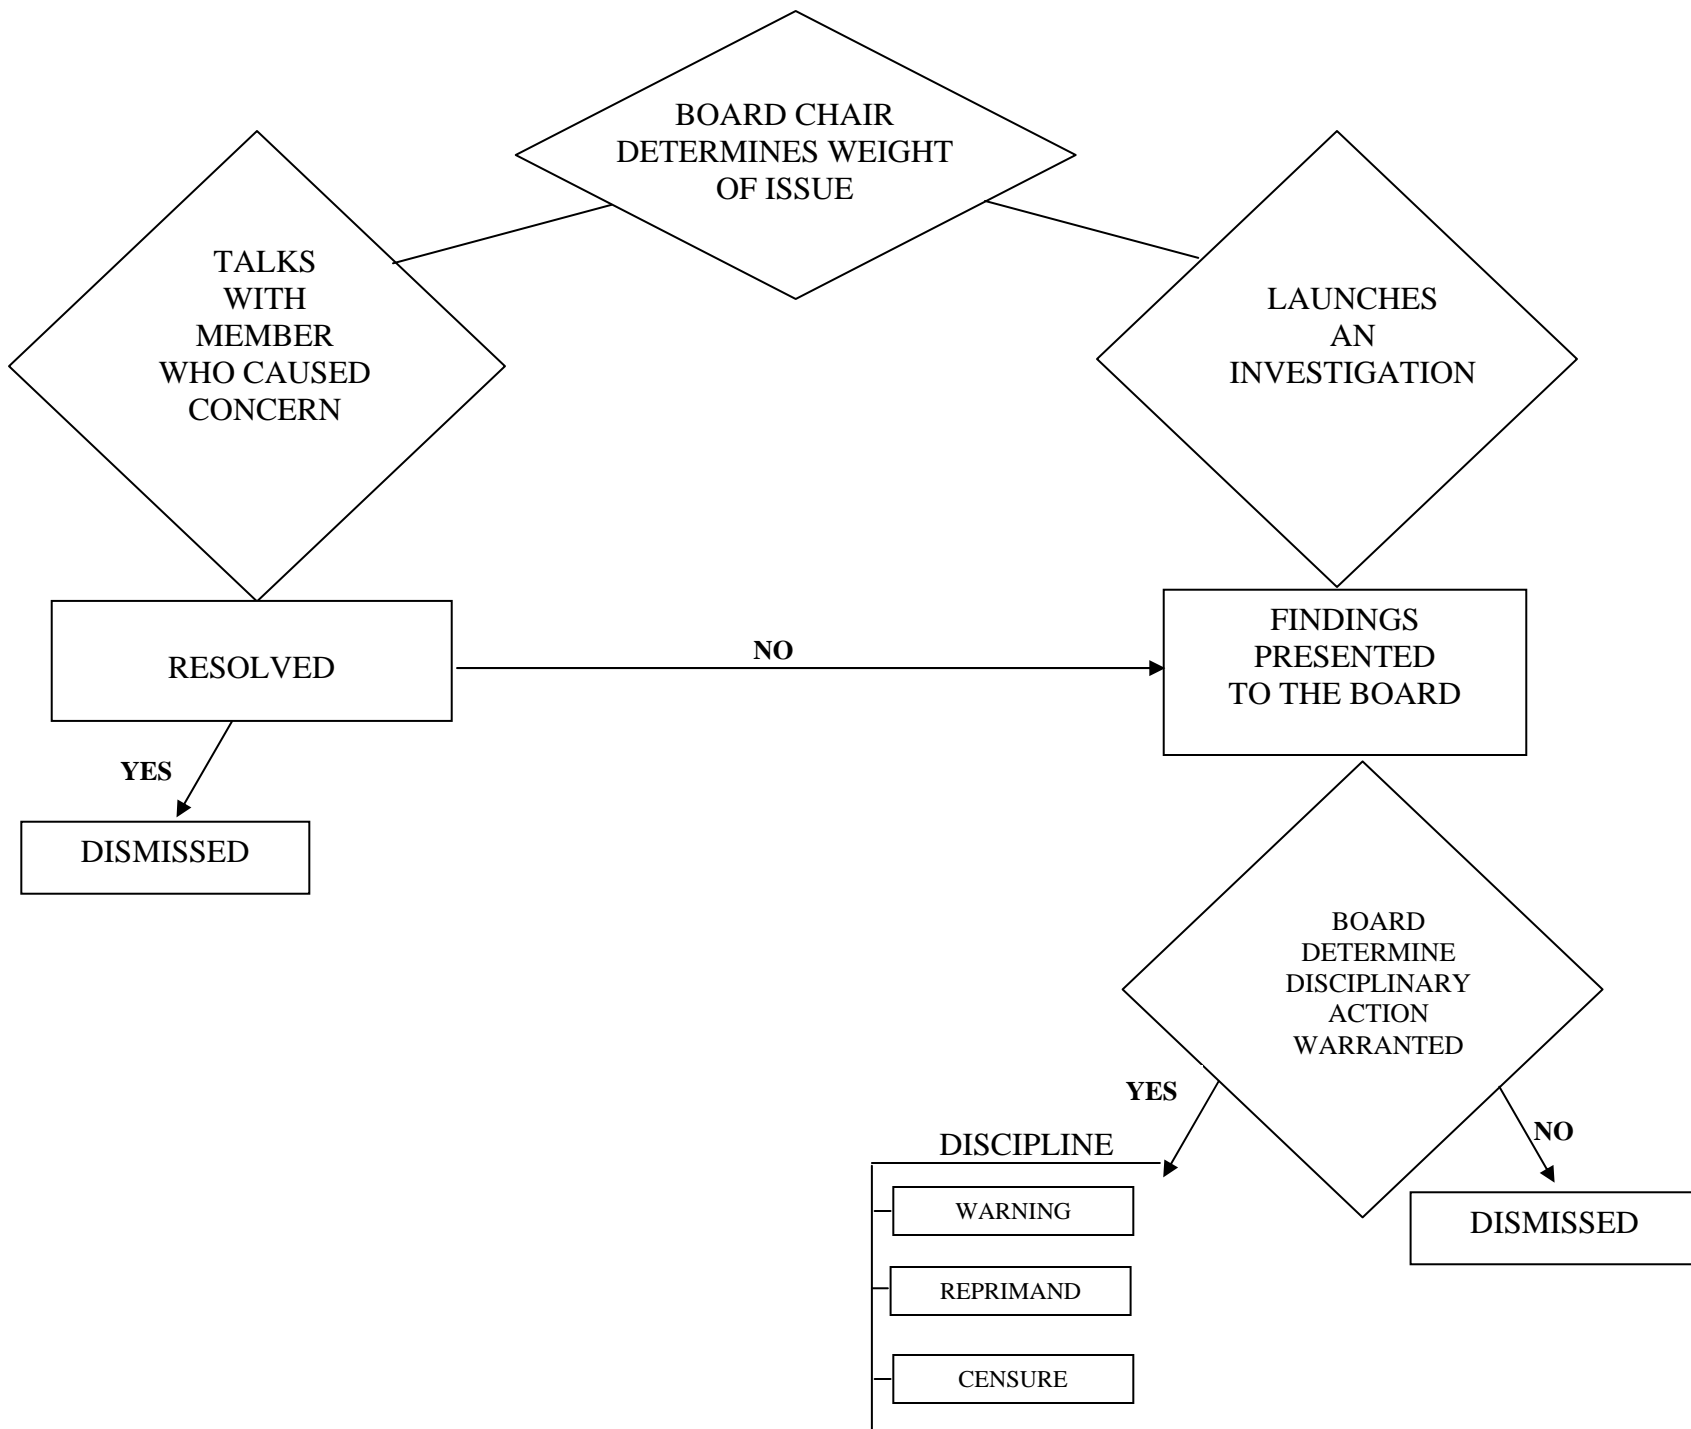 BOARD CHAIR
DETERMINES WEIGHT
OF ISSUE
TALKS
WITH
MEMBER
WHO CAUSED
CONCERN
LAUNCHES
AN
INVESTIGATION
RESOLVED
NO
FINDINGS
PRESENTED
TO THE BOARD
YES
DISMISSED
BOARD
DETERMINE
DISCIPLINARY
ACTION
WARRANTED
YES
NO
DISCIPLINE
WARNING
REPRIMAND
CENSURE
DISMISSED